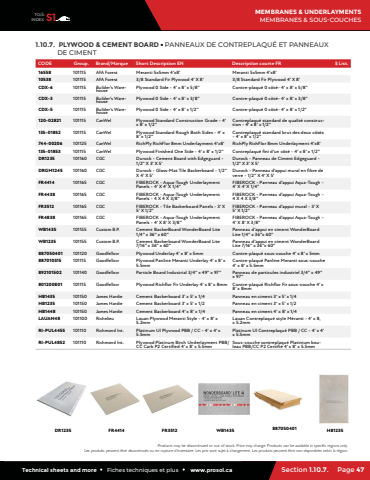 TOUS
INDEX
MEMBRANES & UNDERLAYMENTS
MEMBRANES & SOUS-COUCHES
1.10.7. PLYWOOD & CEMENT BOARD • PANNEAUX DE CONTREPLAQUÉ ET PANNEAUX
DE CIMENT
CODE Group. Brand/Marque Short Description EH Description courte FR $ Liss.
16558 101115 AFA Forest Meranti 5x5mm 4"x8' Meranti 5x5mm 4"x8'
10538 101115 AFA Forest 3/8 Standard Fir Plywood 4' X 8' 3/8 Standard Fir Plywood 4' X 8'
CDX-4 101115 Builder's Ware-
house Plywood G Side - 4' x 8' x 5/8" Contre-plaqué G côté - 4' x 8' x 5/8"
CDX-3 101115 Builder's Ware-
house Plywood G Side - 4' x 8' x 3/8" Contre-plaqué G côté - 4' x 8' x 3/8"
CDX-5 101115 Builder's Ware-
house Plywood G Side - 4' x 8' x 1/2" Contre-plaqué G côté - 4' x 8' x 1/2"
120-02821 101115 CanWel Plywood Standard Construction Grade - 4'
x 8' x 1/2" Contreplaqué standard de qualité construc-
tion - 4' x 8' x 1/2"
135-01852 101115 CanWel Plywood Standard Rough Both Sides - 4' x
8' x 1/2" Contreplaqué standard brut des deux côtés
- 4' x 8' x 1/2"
744-00206 101125 CanWel RichPly RichFlor 8mm Underlayment 4'x8' RichPly RichFlor 8mm Underlayment 4'x8'
135-01853 101115 CanWel Plywood Finished One Side - 4' x 8' x 1/2" Contreplaqué fini d'un côté - 4' x 8' x 1/2"
DR1235 101160 CGC Durock - Cement Board with Edgeguard -
1/2" X 3' X 5' Durock - Panneau de Ciment Edgeguard -
1/2" X 3' X 5'
DRGM1245 101160 CGC Durock - Glass-Mat Tile Backerboard - 1/2"
X 4' X 5' Durock - Panneau d'appui mural en fibre de
verre - 1/2" X 4' X 5'
FR4414 101165 CGC FIBEROCK - Aqua-Tough Underlayment
Panels - 4' X 4' X 1/4" FIBEROCK - Panneau d'appui Aqua-Tough -
4' X 4' X 1/4"
FR4438 101165 CGC FIBEROCK - Aqua-Tough Underlayment
Panels - 4 X 4 X 3/8" FIBEROCK - Panneau d'appui Aqua-Tough -
4 X 4 X 3/8"
FR3512 101165 CGC FIBEROCK - Tile Backerboard Panels - 3' X
5' X 1/2" FIBEROCK - Panneau d'appui mural - 3' X
5' X 1/2"
FR4838 101165 CGC FIBEROCK - Aqua-Tough Underlayment
Panels - 4' X 8' X 3/8" FIBEROCK - Panneau d'appui Aqua-Tough -
4' X 8' X 3/8"
WB1435 101155 Custom B.P. Cement BackerBoard WonderBoard Lite
1/4" x 36" x 60" Panneau d'appui en ciment Wonderboard
Lite 1/4" x 36" x 60"
WB1235 101155 Custom B.P. Cement BackerBoard WonderBoard Lite
7/16" x 36" x 60" Panneau d'appui en ciment Wonderboard
Lite 7/16" x 36" x 60"
887050401 101120 Goodfellow Plywood Underlay 4' x 8' x 5mm Contre-plaqué sous-couche 4' x 8' x 5mm
887010015 101115 Goodfellow Plywood Paviline Meranti Underlay 4' x 8' x
5.5mm Contre-plaqué Paviline Meranti sous-couche
4' x 8' x 5.5mm
892101502 101140 Goodfellow Particle Board Industrial 3/4" x 49" x 97" Panneau de particules industriel 3/4" x 49"
x 97"
801200801 101115 Goodfellow Plywood Richflor Fir Underlay 4' x 8' x 8mm Contre-plaqué Richflor Fir sous-couche 4' x
8' x 8mm
HB1435 101150 James Hardie Cement Backerboard 3' x 5' x 1/4 Panneau en ciment 3' x 5' x 1/4
HB1235 101150 James Hardie Cement Backerboard 3' x 5' x 1/2 Panneau en ciment 3' x 5' x 1/2
HB1448 101150 James Hardie Cement Backerboard 4' x 8' x 1/4 Panneau en ciment 4' x 8' x 1/4
LAUAN48 101100 Richelieu Lauan Plywood Meranti Style - 4' x 8' x
5.2mm Lauan Contreplaqué style Meranti - 4' x 8,
x 5.2mm
RI-PUL4455 101110 Richmond Int. Platinum Ul Plywood PBB / CC - 4' x 4' x
5.5mm Platinum Ul Contreplaqué PBB / CC - 4' x 4'
x 5.5mm
RI-PUL4852 101110 Richmond Int. Plywood Platinum Birch Underlayment PBB/
CC Carb P2 Certified 4' x 8' x 5.5mm Sous-couche contreplaqué Platinium bou-
leau PBB/CC P2 Certifié 4' x 8' x 5.5mm
WONDERBOARD LITE
DR1235 FR4414 FR3512 WB1435 887050401 HB1235
Products may be discontinued or out of stock. Price may change. Products can be available in specific regions only.
Les produits peuvent être discontinués ou en rupture d'inventaire. Les prix sont sujet à changement. Les produits peuvent être non disponibles selon la région.
Technical sheets and more • Fiches techniques et plus • www.prosol.ca Section 1.10.7. Page 47